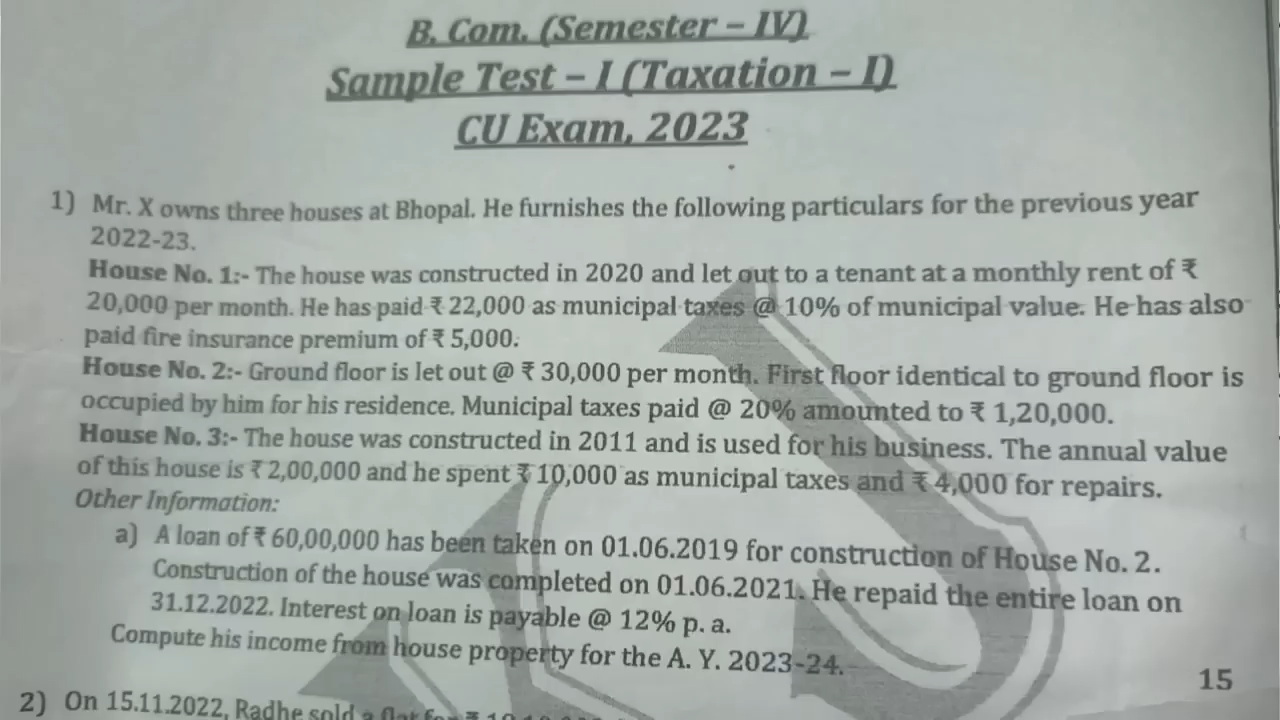 B. Com. (Semester – IV)
Sample Test – I (Taxation – I)
CU Exam, 2023
1) Mr. X owns three houses at Bhopal. He furnishes the following particulars for the previous year
2022-23.
House No. 1:- The house was constructed in 2020 and let out to a tenant at a monthly rent of ₹
20,000 per month. He has paid ₹ 22,000 as municipal taxes @ 10% of municipal value. He has also
paid fire insurance premium of ₹ 5,000.
House No. 2:- Ground floor is let out @ ₹ 30,000 per month. First floor identical to ground floor is
occupied by him for his residence. Municipal taxes paid @ 20% amounted to ₹ 1,20,000.
House No. 3:- The house was constructed in 2011 and is used for his business. The annual value
of this house is ₹ 2,00,000 and he spent ₹ 10,000 as municipal taxes and ₹ 4,000 for repairs.
Other Information:
a) A loan of ₹ 60,00,000 has been taken on 01.06.2019 for construction of House No. 2.
Construction of the house was completed on 01.06.2021. He repaid the entire loan on
31.12.2022. Interest on loan is payable @ 12% p. a.
Compute his income from house property for the A. Y. 2023-24.
15
2) On 15.11.2022, Radhe sold a flat for ₹